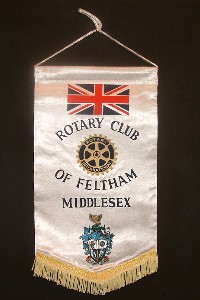 ROTARY CLUB
OF FELTHAM
MIDDLESEX